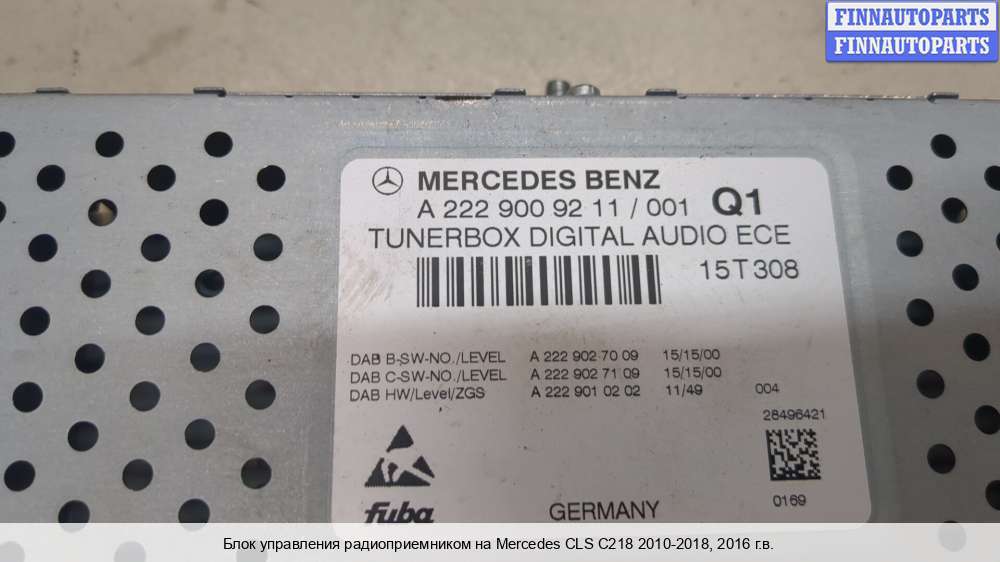 FINNAUTOPARTS
FINNAUTOPARTS
MERCEDES BENZ
A 222 900 92 11 / 001 Q1
TUNERBOX DIGITAL AUDIO ECE
15T308
DAB B-SW-NO./LEVEL A 222 902 70 09 15/15/00
DAB C-SW-NO./LEVEL A 222 902 71 09 15/15/00
DAB HW/Level/ZGS A 222 901 02 02 11/49 004
28496421
0169
fuba GERMANY
Блок управления радиоприемником на Mercedes CLS C218 2010-2018, 2016 г.в.